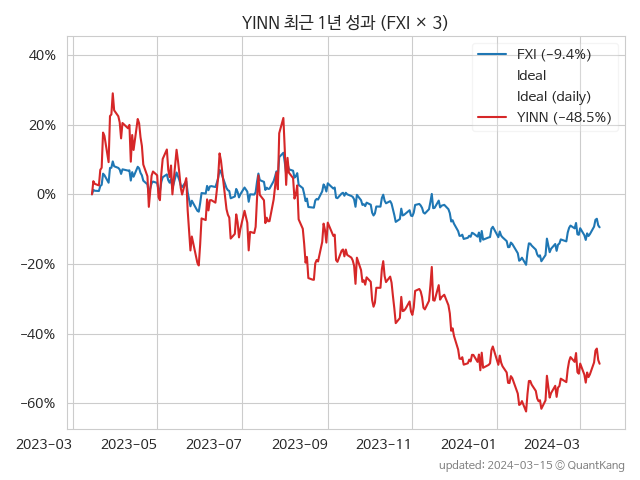 YINN 최근 1년 성과 (FXI × 3)
FXI (−9.4%)
Ideal
Ideal (daily)
YINN (−48.5%)
40%
20%
0%
−20%
−40%
−60%
2023−03 2023−05 2023−07 2023−09 2023−11 2024−01 2024−03
updated: 2024−03−15 ⓒ QuantKang